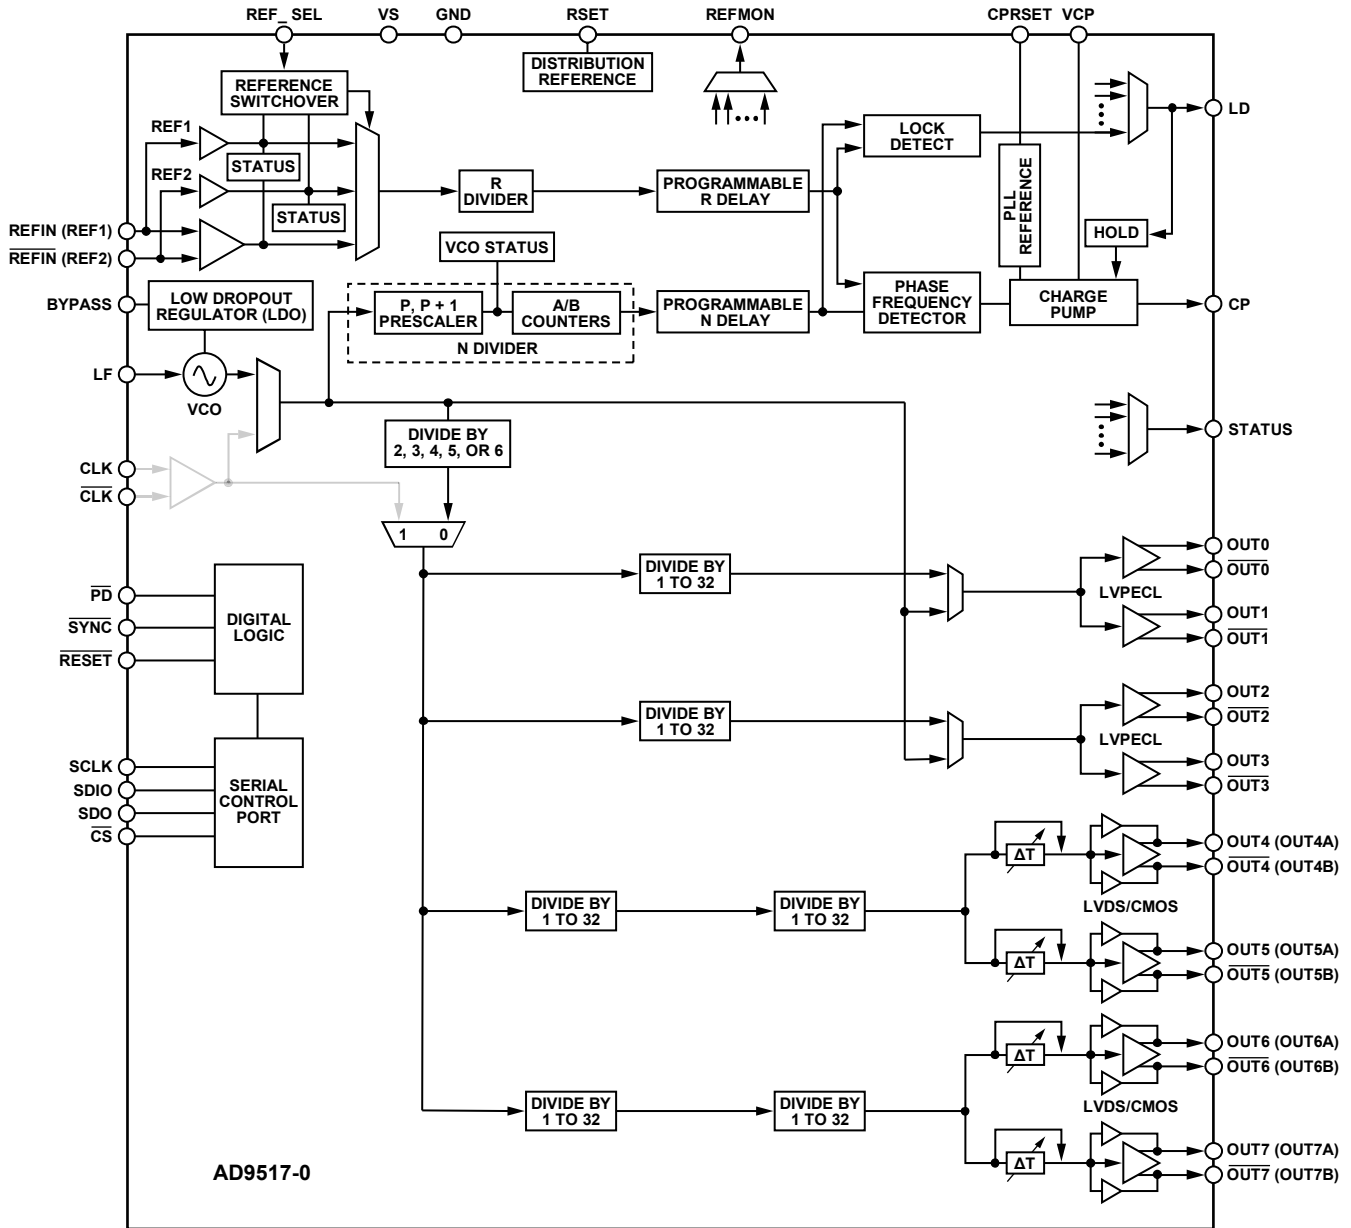 REF_ SEL
VS
GND
RSET
REFMON
CPRSET
VCP
DISTRIBUTION
REFERENCE
REFERENCE
SWITCHOVER
REF1
STATUS
REF2
STATUS
R
DIVIDER
PROGRAMMABLE
R DELAY
LOCK
DETECT
LD
PLL
REFERENCE
HOLD
REFIN (REF1)
REFIN (REF2)
BYPASS
LOW DROPOUT
REGULATOR (LDO)
VCO STATUS
P, P + 1
PRESCALER
A/B
COUNTERS
N DIVIDER
PROGRAMMABLE
N DELAY
PHASE
FREQUENCY
DETECTOR
CHARGE
PUMP
CP
LF
VCO
STATUS
DIVIDE BY
2, 3, 4, 5, OR 6
CLK
CLK
1 0
DIVIDE BY
1 TO 32
LVPECL
OUT0
OUT0
OUT1
OUT1
PD
SYNC
RESET
DIGITAL
LOGIC
DIVIDE BY
1 TO 32
LVPECL
OUT2
OUT2
OUT3
OUT3
SCLK
SDIO
SDO
CS
SERIAL
CONTROL
PORT
DIVIDE BY
1 TO 32
DIVIDE BY
1 TO 32
ΔT
ΔT
LVDS/CMOS
OUT4 (OUT4A)
OUT4 (OUT4B)
OUT5 (OUT5A)
OUT5 (OUT5B)
DIVIDE BY
1 TO 32
DIVIDE BY
1 TO 32
ΔT
ΔT
LVDS/CMOS
OUT6 (OUT6A)
OUT6 (OUT6B)
OUT7 (OUT7A)
OUT7 (OUT7B)
AD9517-0